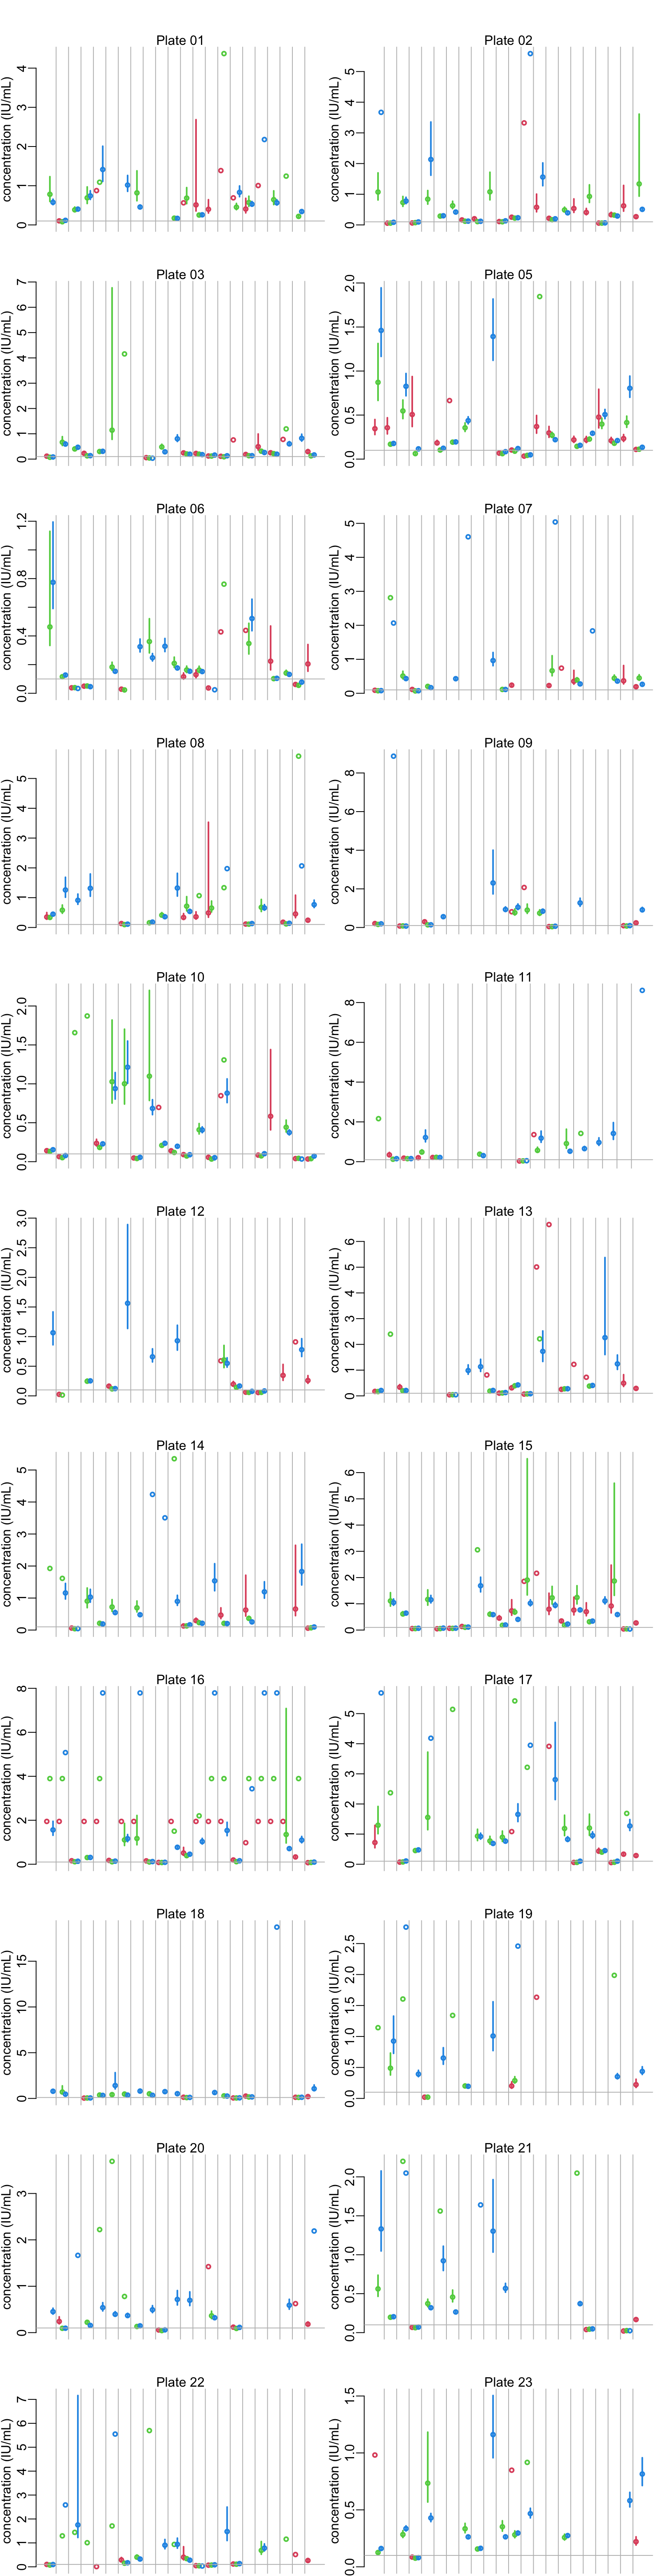 Plate 01
concentration (IU/mL)
0 1 2 3 4
Plate 02
concentration (IU/mL)
0 1 2 3 4 5
Plate 03
concentration (IU/mL)
0 1 2 3 4 5 6 7
Plate 05
concentration (IU/mL)
0.0 0.5 1.0 1.5 2.0
Plate 06
concentration (IU/mL)
0.0 0.4 0.8 1.2
Plate 07
concentration (IU/mL)
0 1 2 3 4 5
Plate 08
concentration (IU/mL)
0 1 2 3 4 5
Plate 09
concentration (IU/mL)
0 2 4 6 8
Plate 10
concentration (IU/mL)
0.0 0.5 1.0 1.5 2.0
Plate 11
concentration (IU/mL)
0 2 4 6 8
Plate 12
concentration (IU/mL)
0.0 0.5 1.0 1.5 2.0 2.5 3.0
Plate 13
concentration (IU/mL)
0 1 2 3 4 5 6
Plate 14
concentration (IU/mL)
0 1 2 3 4 5
Plate 15
concentration (IU/mL)
0 1 2 3 4 5 6
Plate 16
concentration (IU/mL)
0 2 4 6 8
Plate 17
concentration (IU/mL)
0 1 2 3 4 5
Plate 18
concentration (IU/mL)
0 5 10 15
Plate 19
concentration (IU/mL)
0.0 0.5 1.0 1.5 2.0 2.5
Plate 20
concentration (IU/mL)
0 1 2 3
Plate 21
concentration (IU/mL)
0.0 0.5 1.0 1.5 2.0
Plate 22
concentration (IU/mL)
0 1 2 3 4 5 6 7
Plate 23
concentration (IU/mL)
0.0 0.5 1.0 1.5